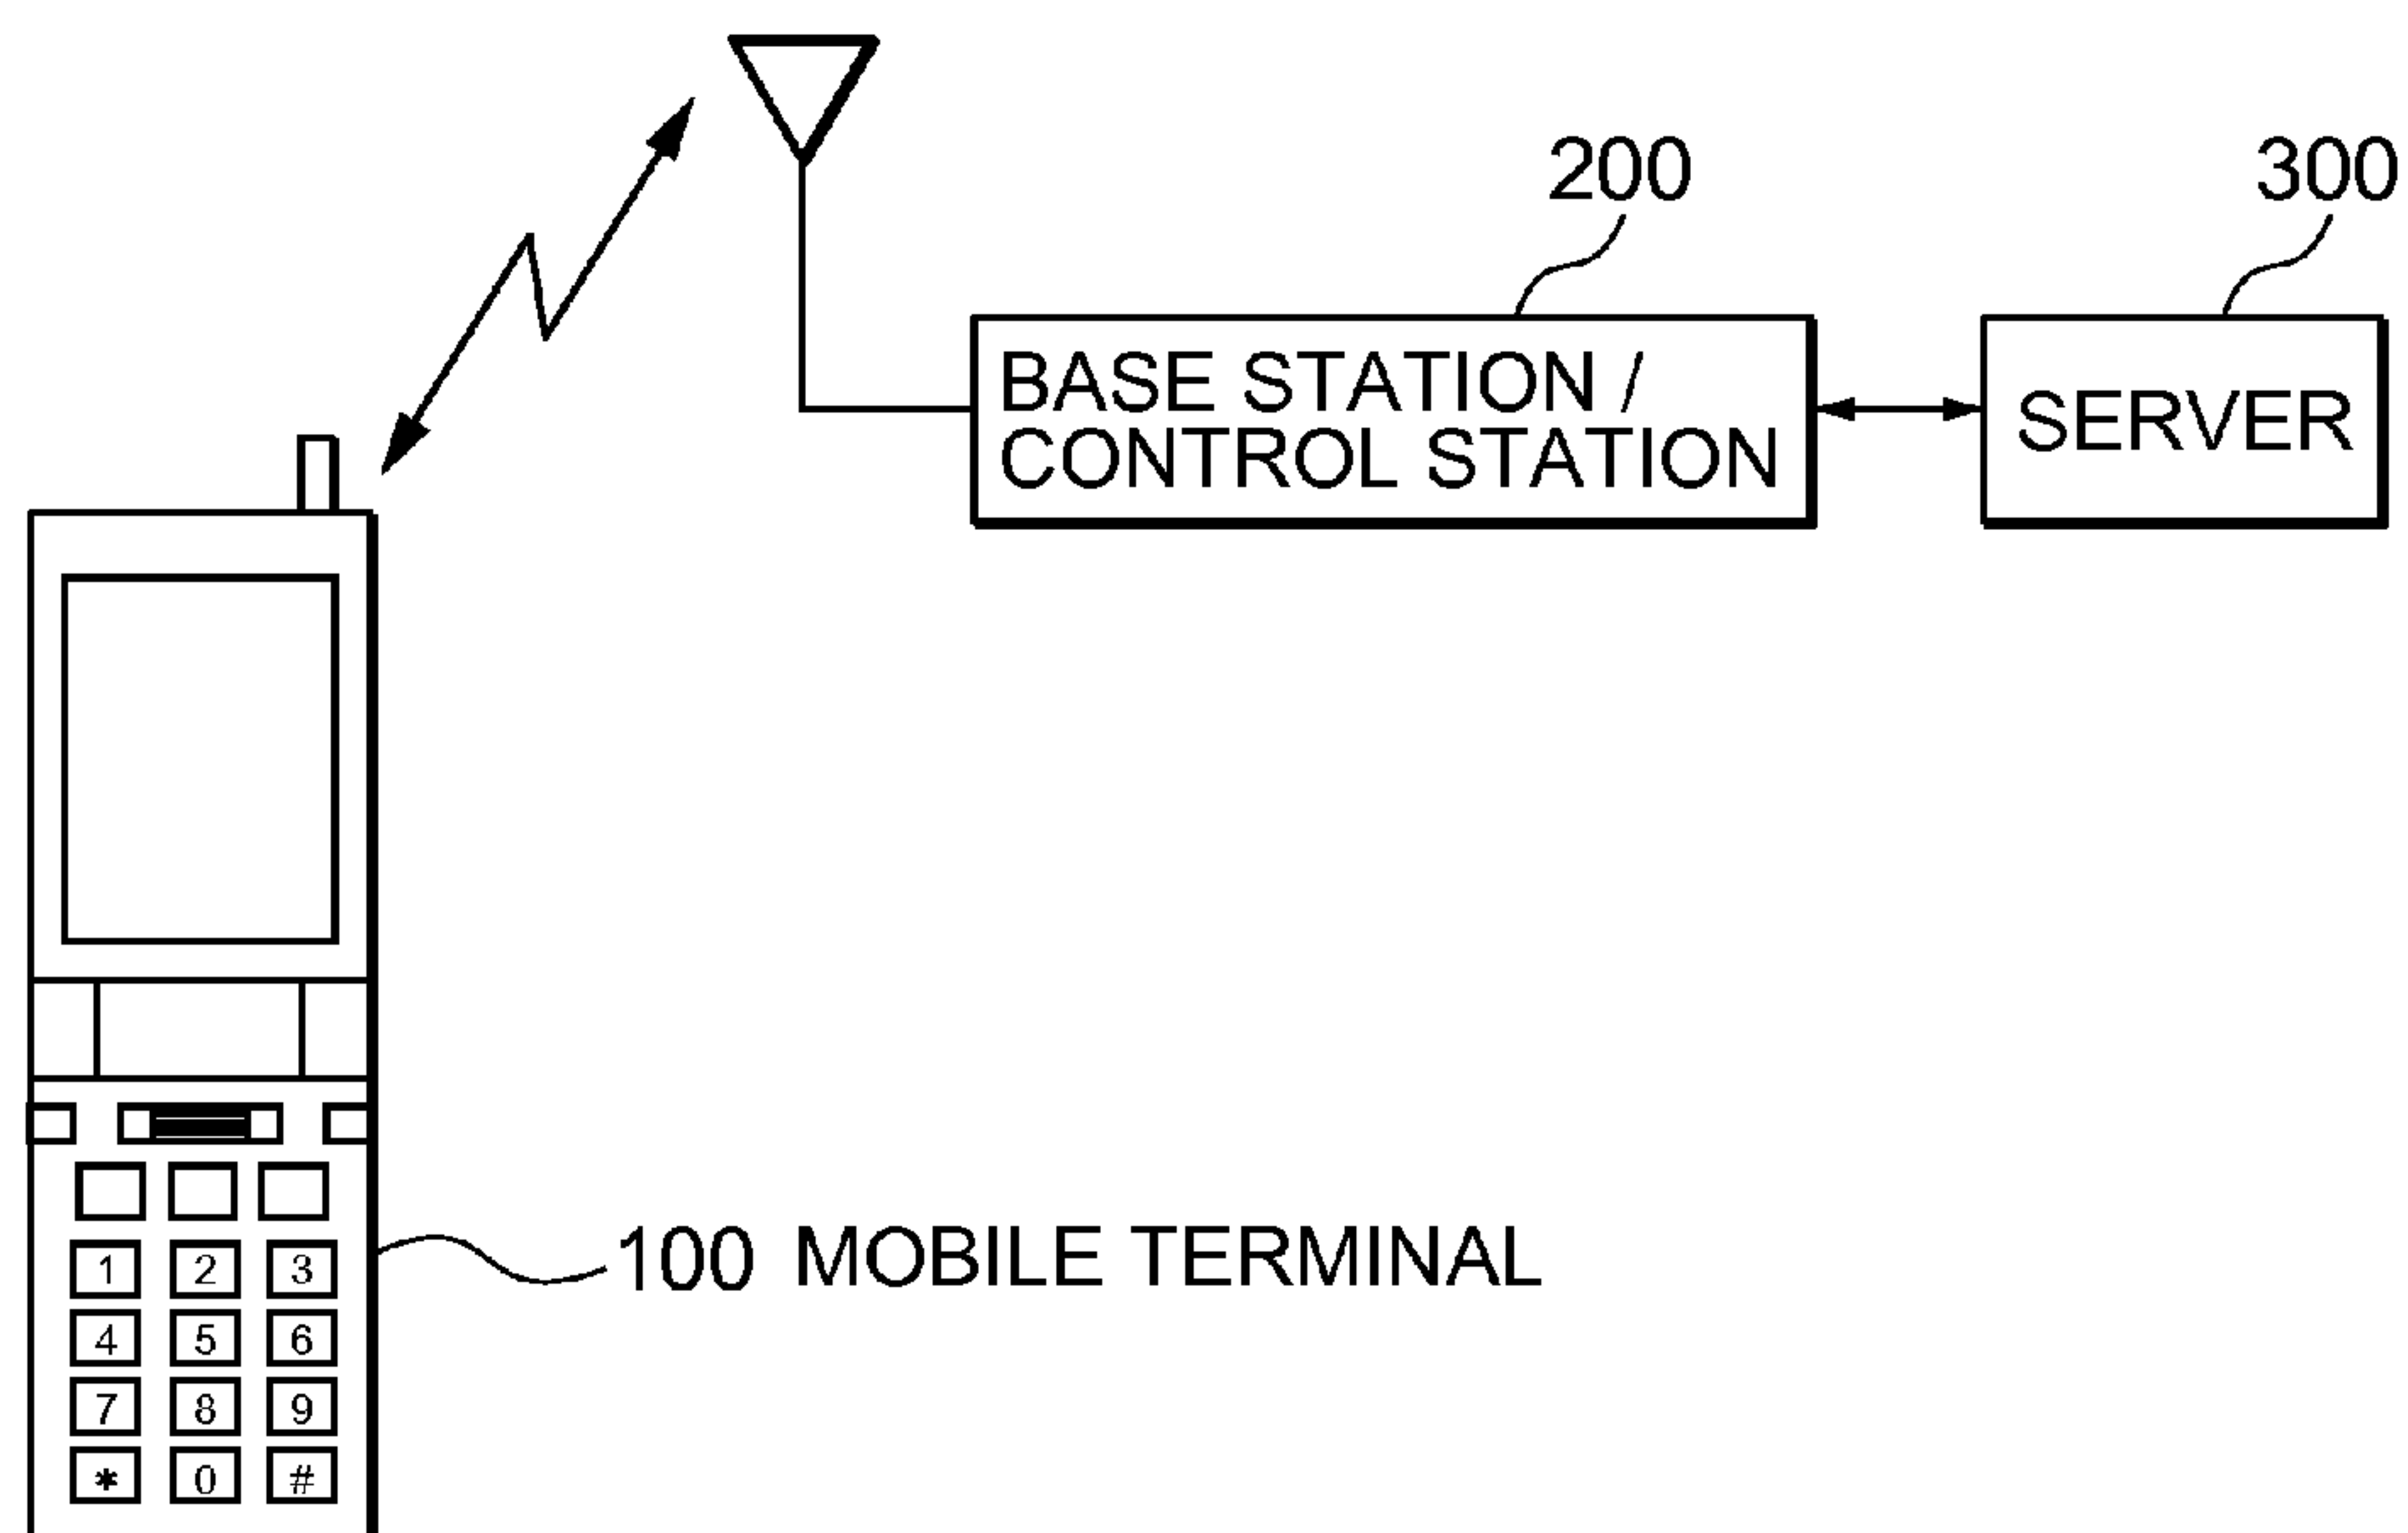 200
300
BASE STATION /
CONTROL STATION
SERVER
100 MOBILE TERMINAL
1 2 3
4 5 6
7 8 9
* 0 #